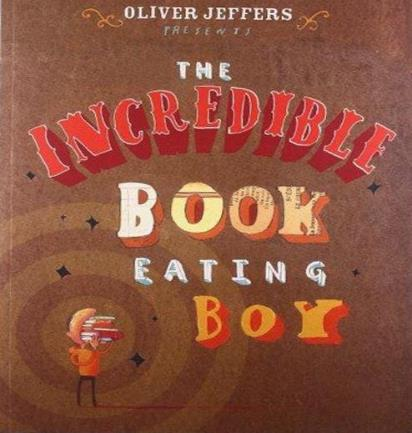 OLIVER JEFFERS
PRESENTS
THE
INCREDIBLE
BOOK
EATING
BOY